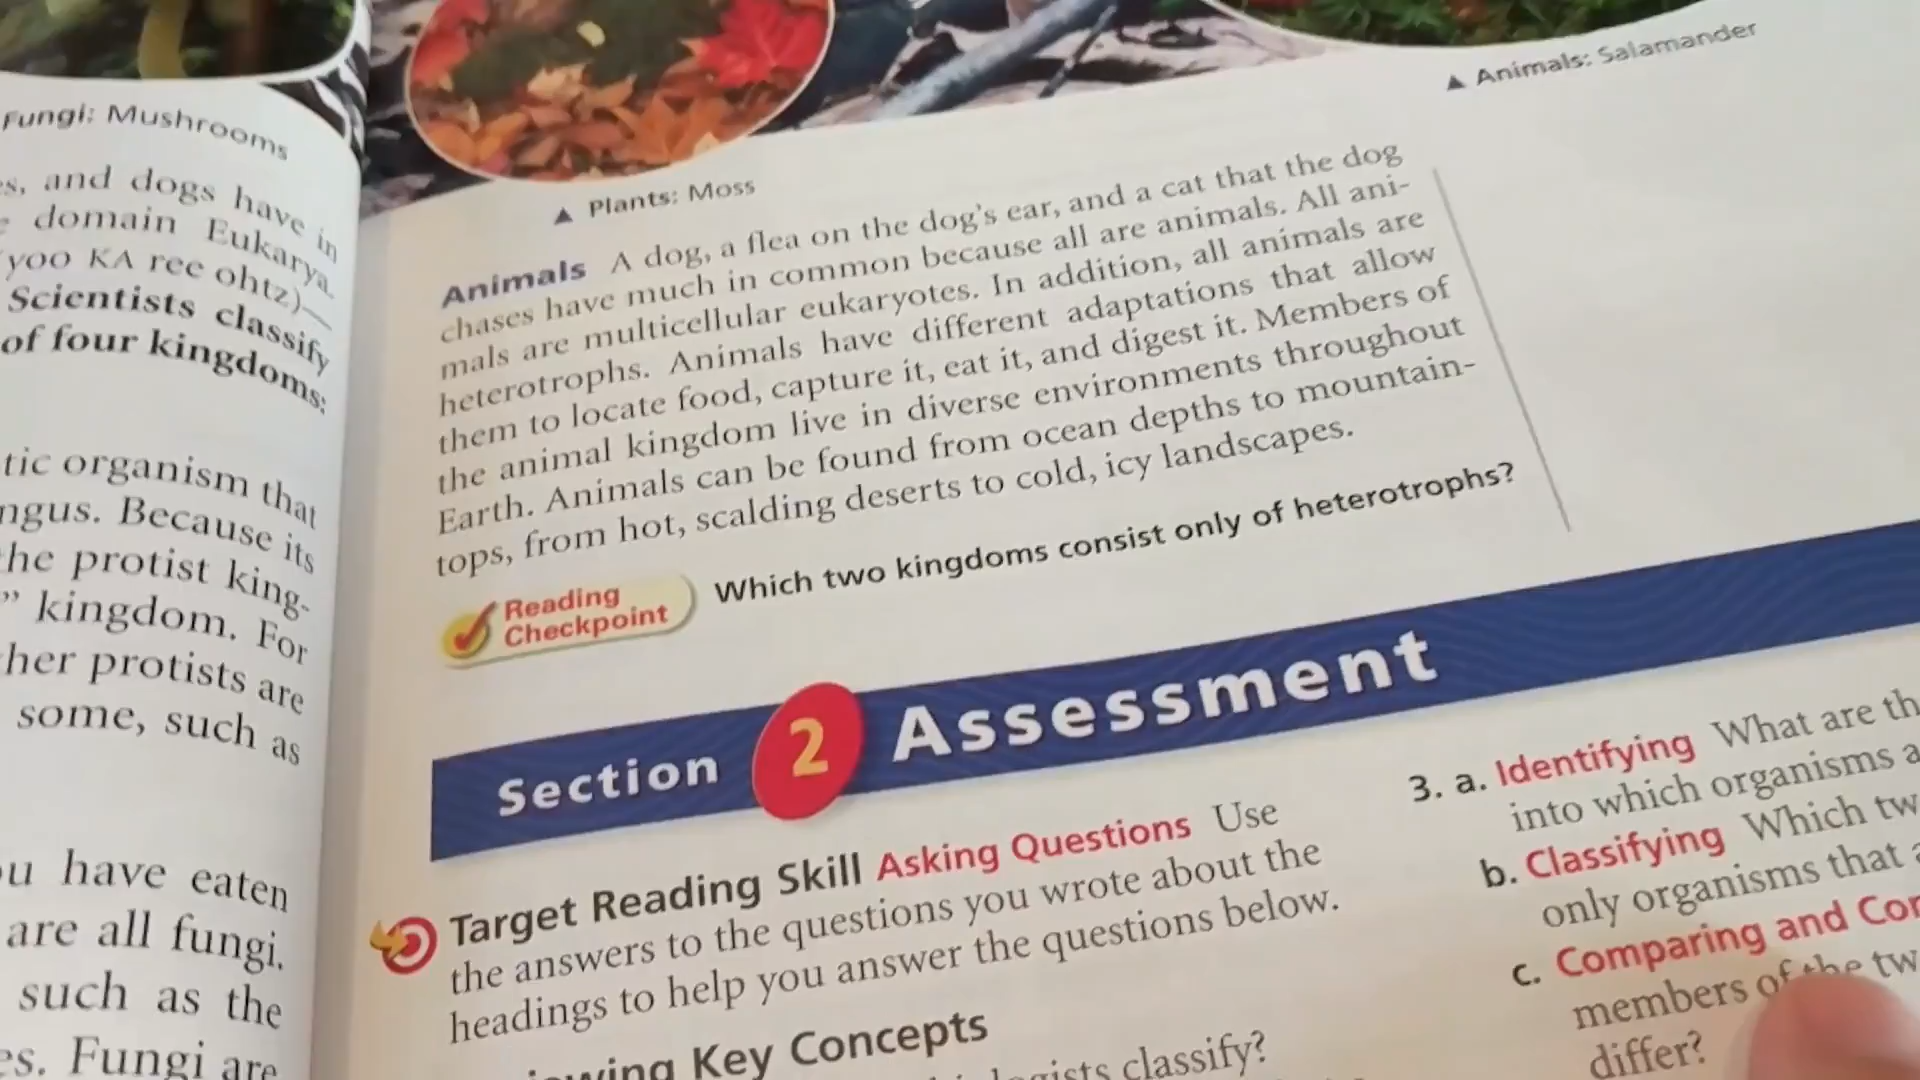 Fungi: Mushrooms
and dogs have in
domain Eukarya.
yoo KA ree ohtz)—
Scientists classify
of four kingdoms:
organism that
Because its
the protist king-
” kingdom. For
protists are
some, such as
have eaten
are all fungi.
such as the
Fungi are
▲ Plants: Moss
▲ Animals: Salamander
Animals A dog, a flea on the dog's ear, and a cat that the dog
chases have much in common because all are animals. All ani-
mals are multicellular eukaryotes. In addition, all animals are
heterotrophs. Animals have different adaptations that allow
them to locate food, capture it, eat it, and digest it. Members of
the animal kingdom live in diverse environments throughout
Earth. Animals can be found from ocean depths to mountain-
tops, from hot, scalding deserts to cold, icy landscapes.
Reading
Checkpoint
Which two kingdoms consist only of heterotrophs?
Section 2 Assessment
Target Reading Skill Asking Questions Use
the answers to the questions you wrote about the
headings to help you answer the questions below.
Key Concepts
classify?
3. a. Identifying What are
into which organisms
b. Classifying Which
only organisms that
c. Comparing and
members of the
differ?